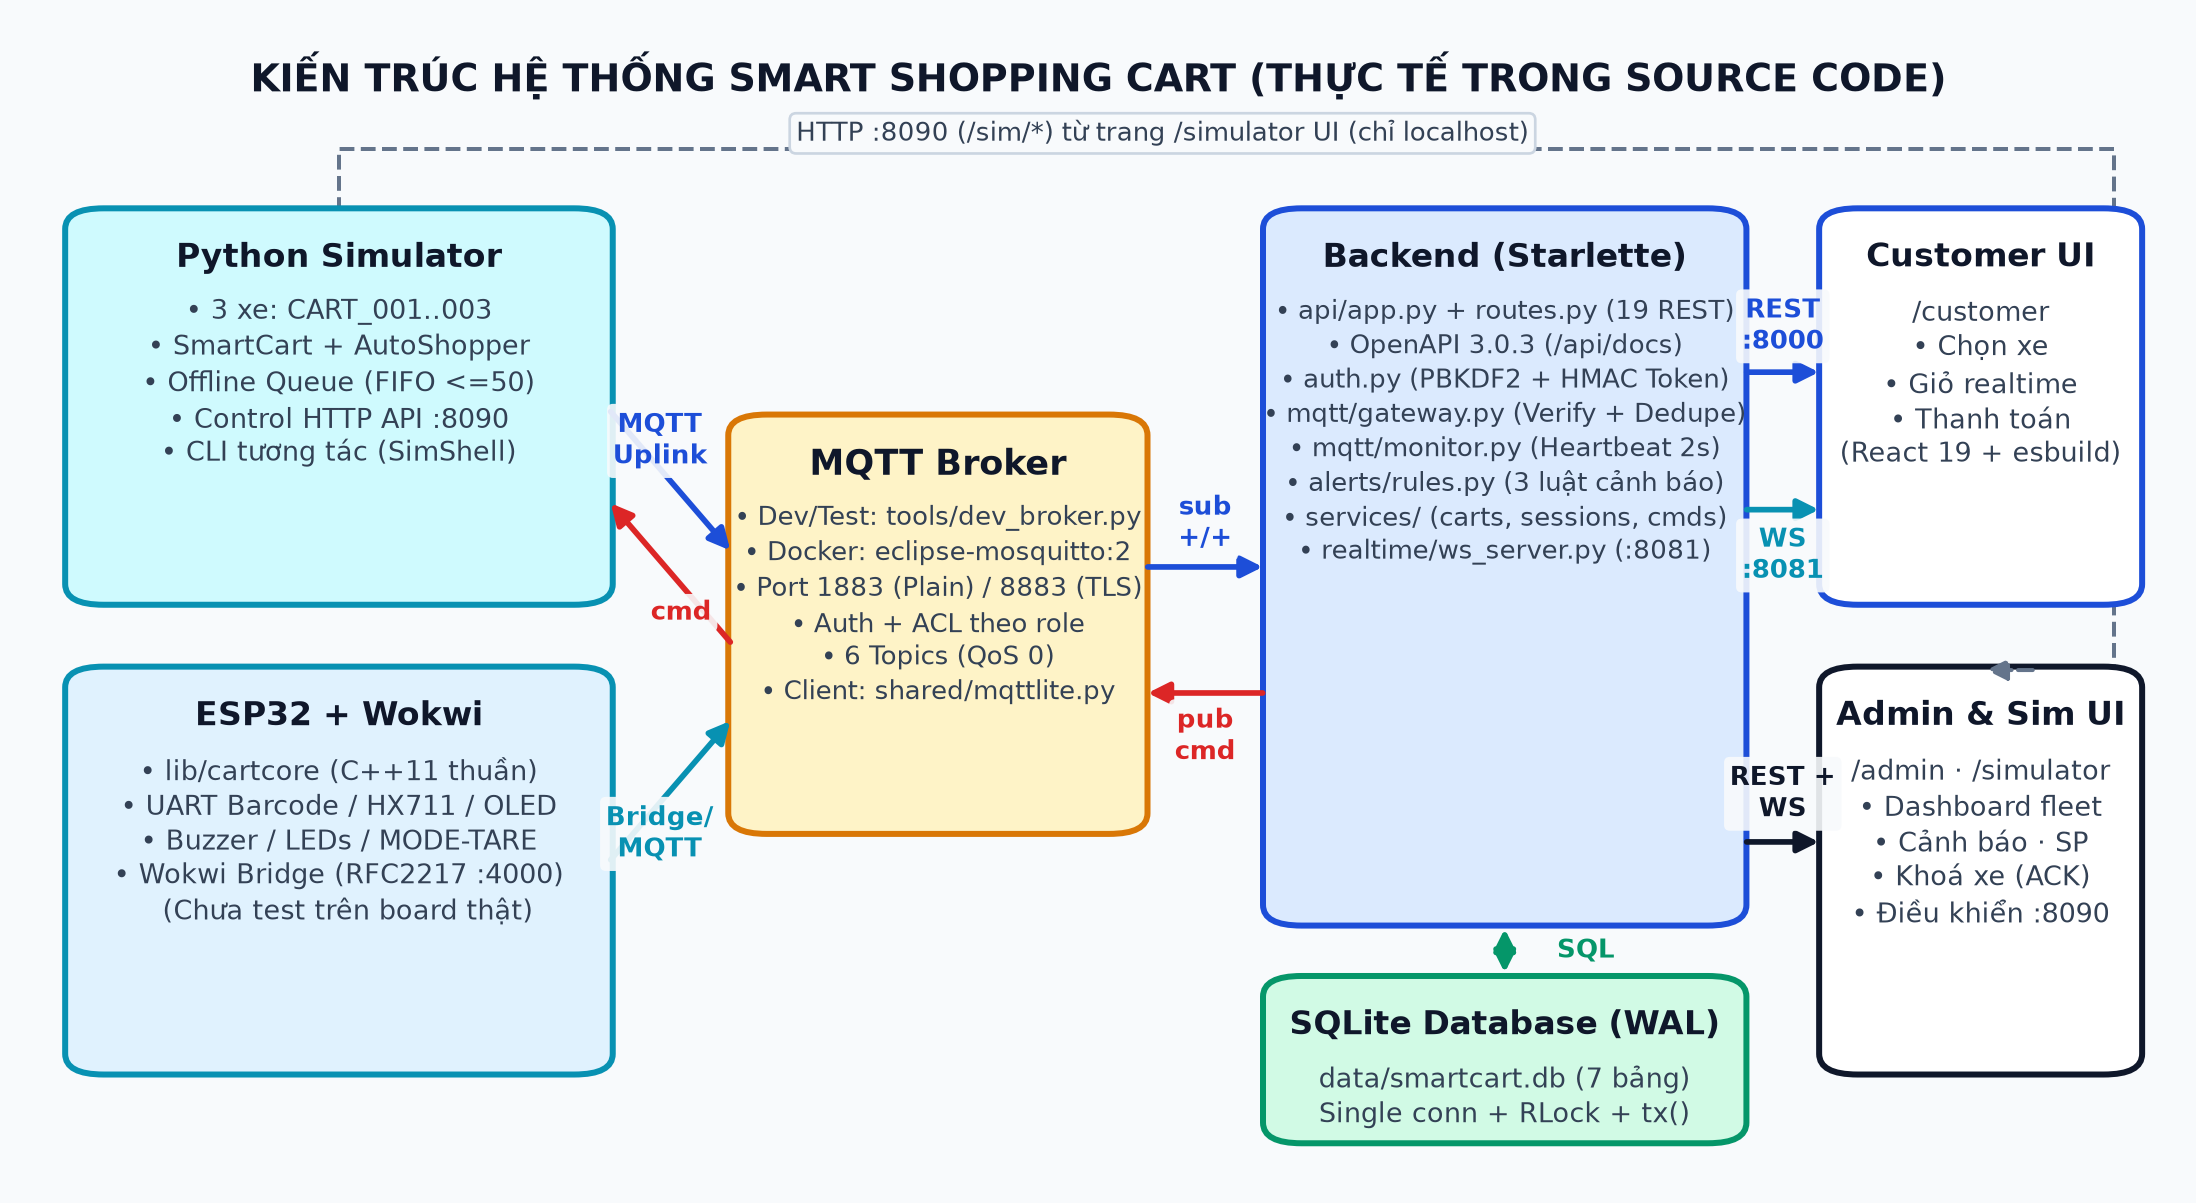 KIẾN TRÚC HỆ THỐNG SMART SHOPPING CART (THỰC TẾ TRONG SOURCE CODE)
HTTP :8090 (/sim/*) từ trang /simulator UI (chỉ localhost)
Python Simulator
• 3 xe: CART_001..003
• SmartCart + AutoShopper
• Offline Queue (FIFO <=50)
• Control HTTP API :8090
• CLI tương tác (SimShell)
MQTT
Uplink
cmd
ESP32 + Wokwi
• lib/cartcore (C++11 thuần)
• UART Barcode / HX711 / OLED
• Buzzer / LEDs / MODE-TARE
• Wokwi Bridge (RFC2217 :4000)
(Chưa test trên board thật)
Bridge/
MQTT
MQTT Broker
• Dev/Test: tools/dev_broker.py
• Docker: eclipse-mosquitto:2
• Port 1883 (Plain) / 8883 (TLS)
• Auth + ACL theo role
• 6 Topics (QoS 0)
• Client: shared/mqttlite.py
sub
+/+
pub
cmd
Backend (Starlette)
• api/app.py + routes.py (19 REST)
• OpenAPI 3.0.3 (/api/docs)
• auth.py (PBKDF2 + HMAC Token)
• mqtt/gateway.py (Verify + Dedupe)
• mqtt/monitor.py (Heartbeat 2s)
• alerts/rules.py (3 luật cảnh báo)
• services/ (carts, sessions, cmds)
• realtime/ws_server.py (:8081)
SQL
SQLite Database (WAL)
data/smartcart.db (7 bảng)
Single conn + RLock + tx()
REST
:8000
WS
:8081
REST +
WS
Customer UI
/customer
• Chọn xe
• Giỏ realtime
• Thanh toán
(React 19 + esbuild)
Admin & Sim UI
/admin · /simulator
• Dashboard fleet
• Cảnh báo · SP
• Khoá xe (ACK)
• Điều khiển :8090